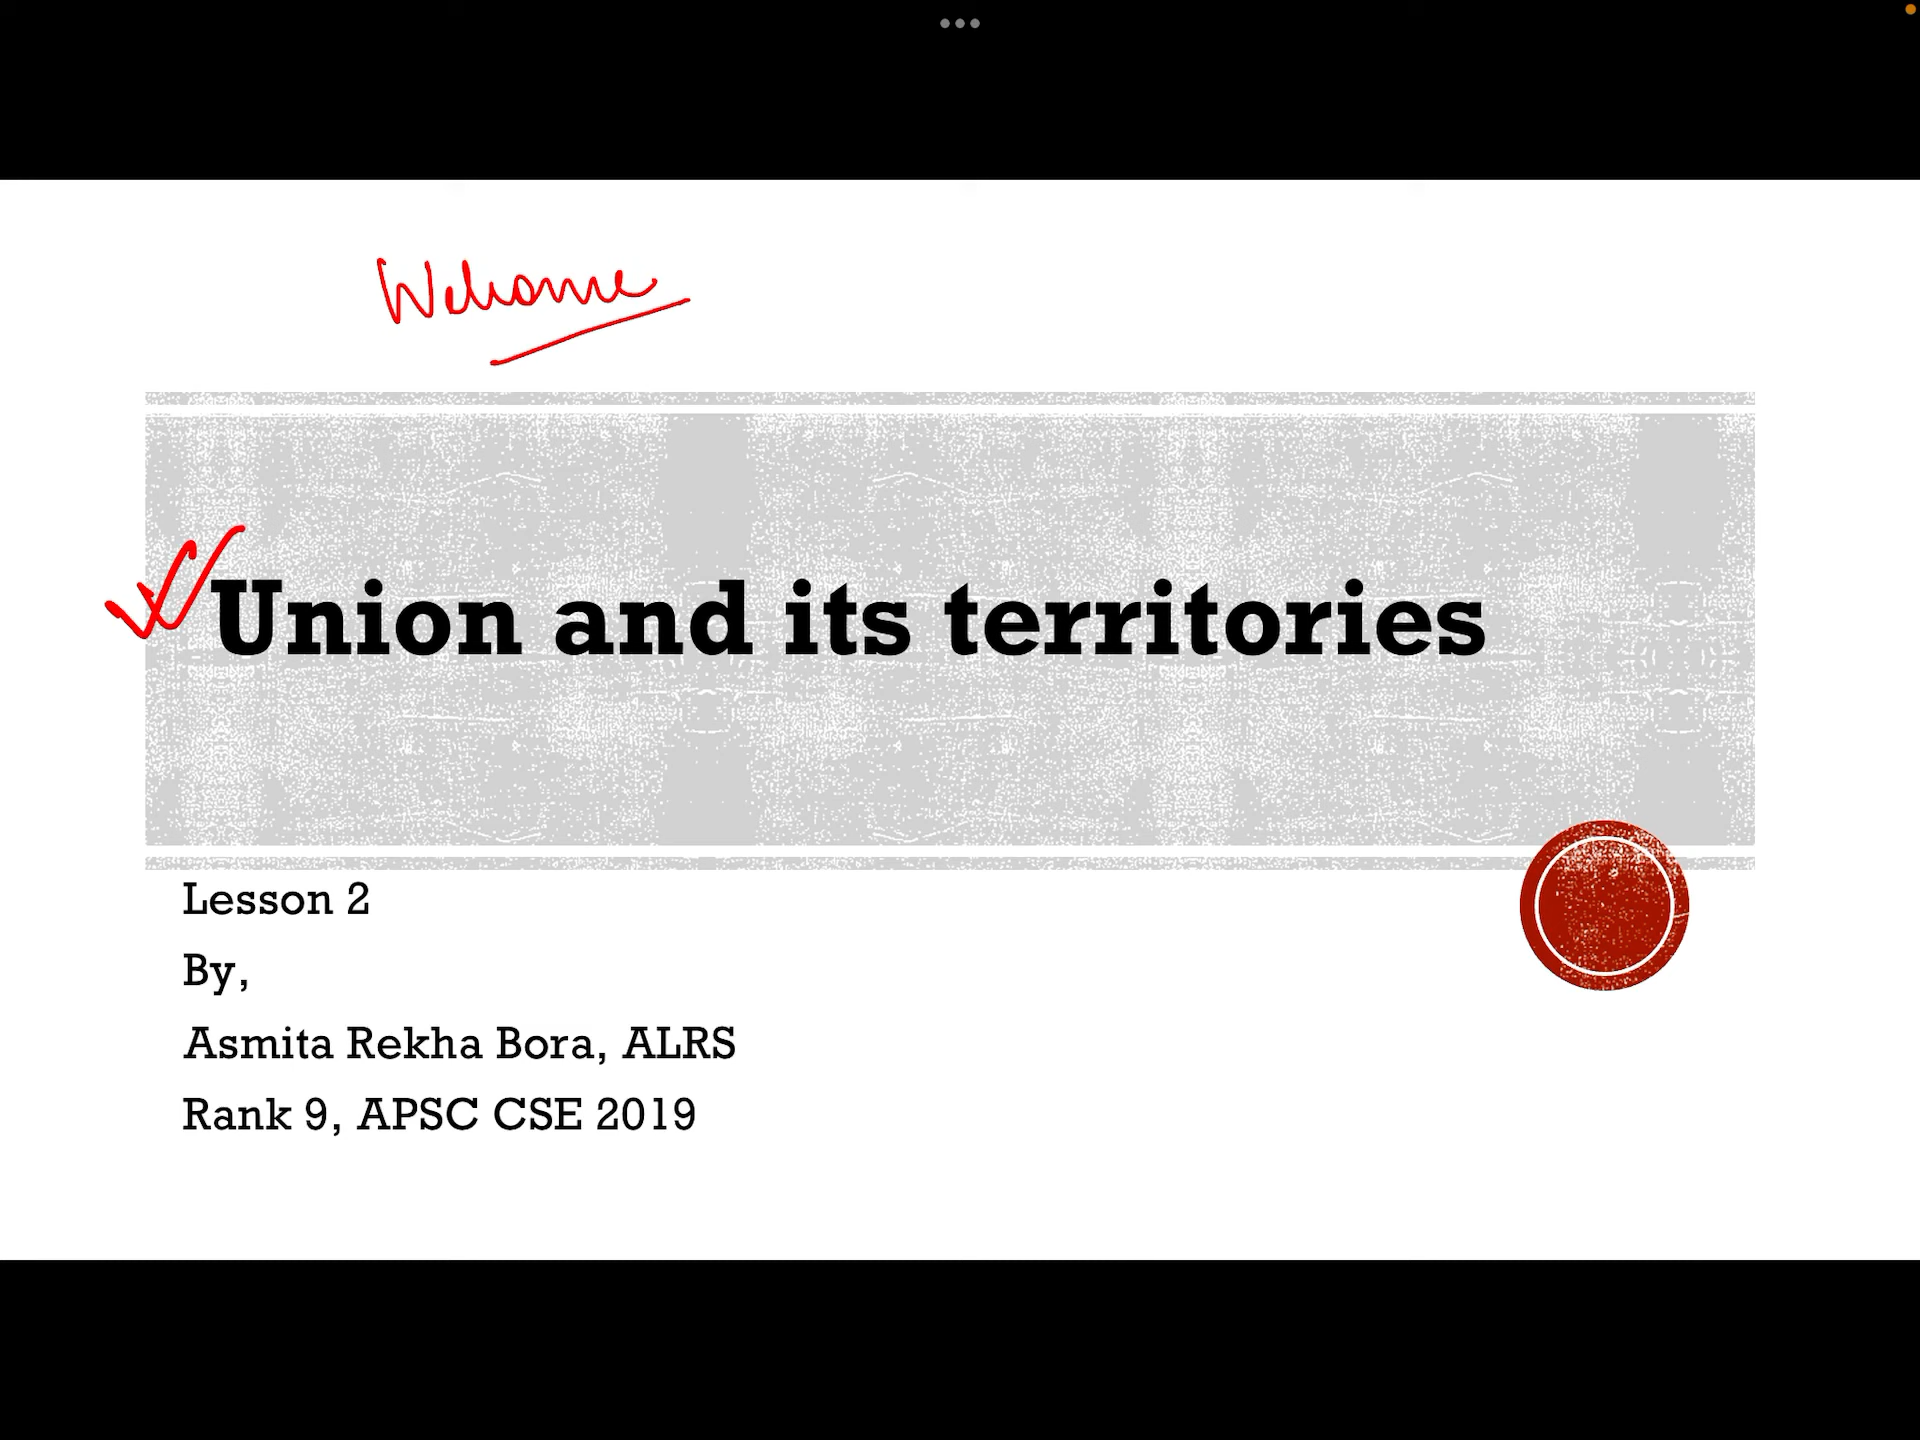 Welcome
Union and its territories
Lesson 2
By,
Asmita Rekha Bora, ALRS
Rank 9, APSC CSE 2019